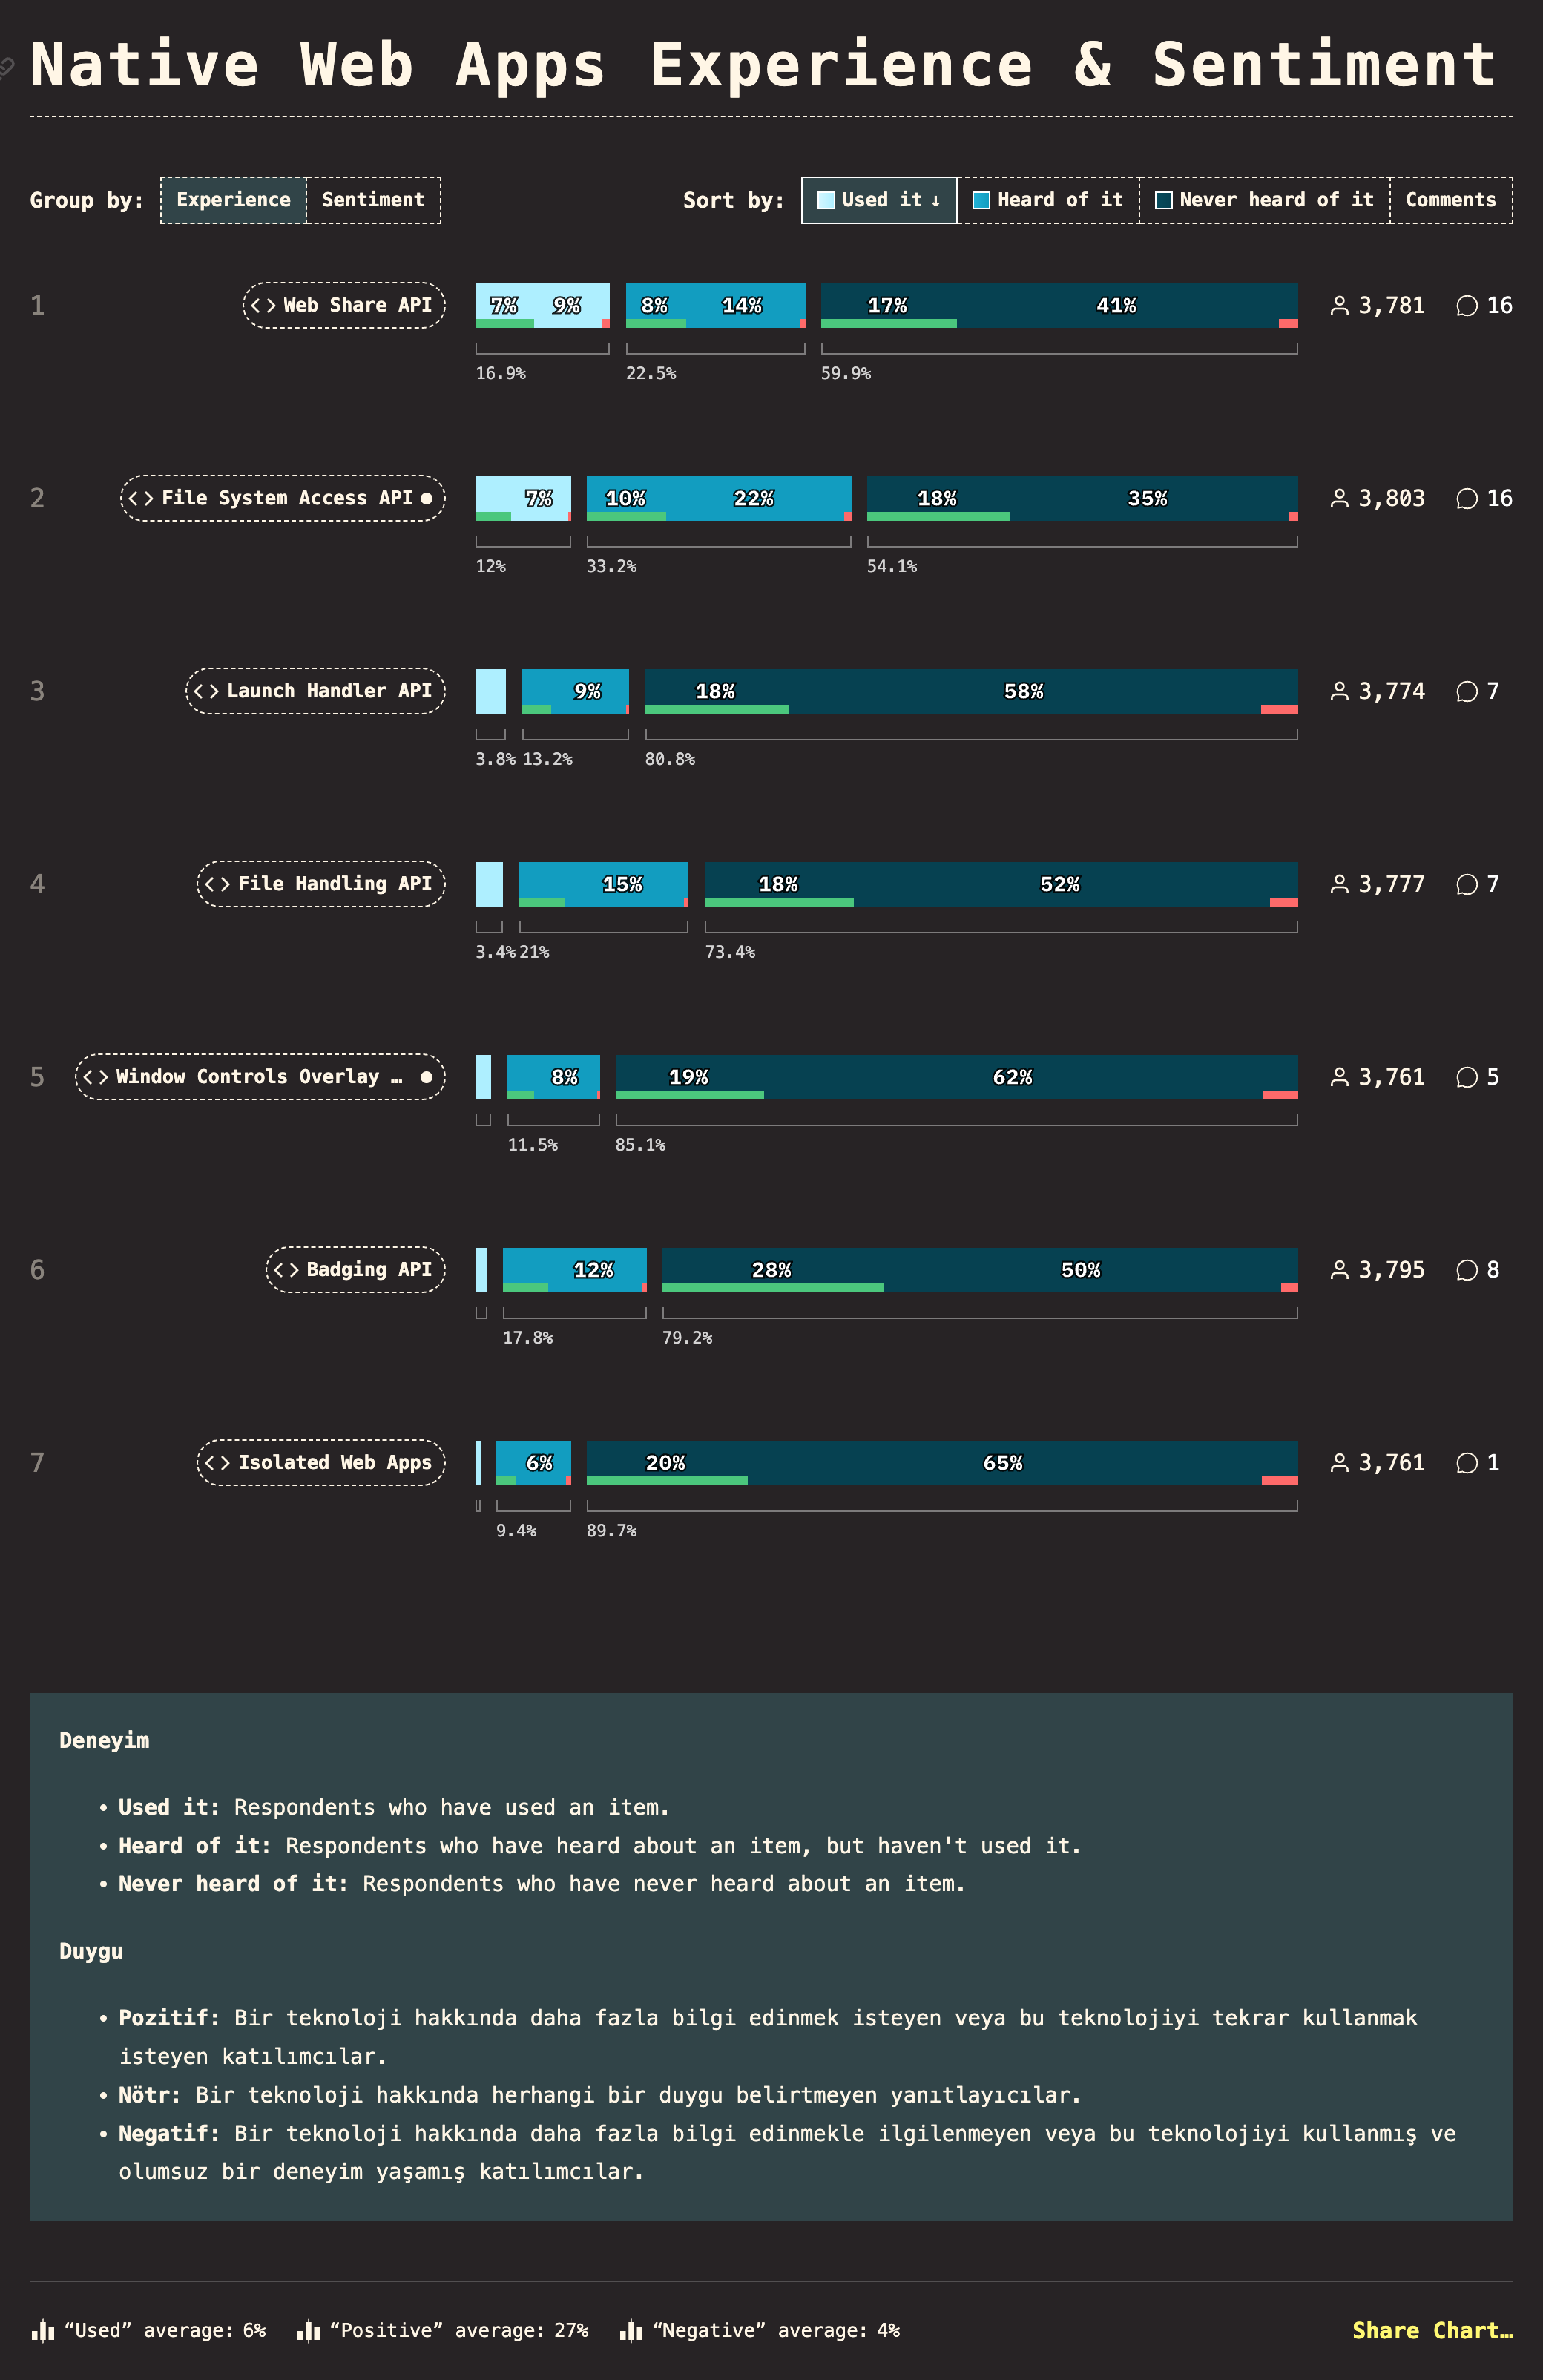 Native Web Apps Experience & Sentiment
Group by: Experience Sentiment Sort by: Used it ↓ Heard of it Never heard of it Comments
1 <> Web Share API 7% 9% 8% 14% 17% 41% 3,781 16
16.9% 22.5% 59.9%
2 <> File System Access API 7% 10% 22% 18% 35% 3,803 16
12% 33.2% 54.1%
3 <> Launch Handler API 9% 18% 58% 3,774 7
3.8% 13.2% 80.8%
4 <> File Handling API 15% 18% 52% 3,777 7
3.4% 21% 73.4%
5 <> Window Controls Overlay … 8% 19% 62% 3,761 5
11.5% 85.1%
6 <> Badging API 12% 28% 50% 3,795 8
17.8% 79.2%
7 <> Isolated Web Apps 6% 20% 65% 3,761 1
9.4% 89.7%
Deneyim
• Used it: Respondents who have used an item.
• Heard of it: Respondents who have heard about an item, but haven't used it.
• Never heard of it: Respondents who have never heard about an item.
Duygu
• Pozitif: Bir teknoloji hakkında daha fazla bilgi edinmek isteyen veya bu teknolojiyi tekrar kullanmak
isteyen katılımcılar.
• Nötr: Bir teknoloji hakkında herhangi bir duygu belirtmeyen yanıtlayıcılar.
• Negatif: Bir teknoloji hakkında daha fazla bilgi edinmekle ilgilenmeyen veya bu teknolojiyi kullanmış ve
olumsuz bir deneyim yaşamış katılımcılar.
“Used” average: 6% “Positive” average: 27% “Negative” average: 4% Share Chart…